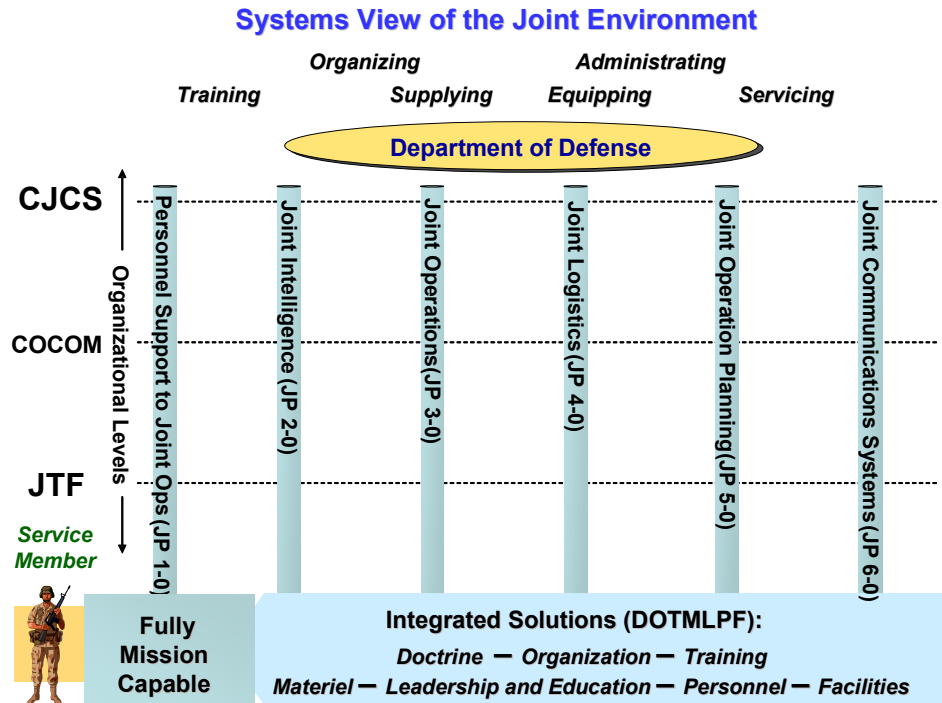 Systems View of the Joint Environment
Organizing Administrating
Training Supplying Equipping Servicing
Department of Defense
CJCS
COCOM
JTF
Organizational Levels
Service
Member
Personnel Support to Joint Ops (JP 1-0)
Joint Intelligence (JP 2-0)
Joint Operations(JP 3-0)
Joint Logistics (JP 4-0)
Joint Operation Planning(JP 5-0)
Joint Communications Systems (JP 6-0)
Fully
Mission
Capable
Integrated Solutions (DOTMLPF):
Doctrine – Organization – Training
Materiel – Leadership and Education – Personnel – Facilities